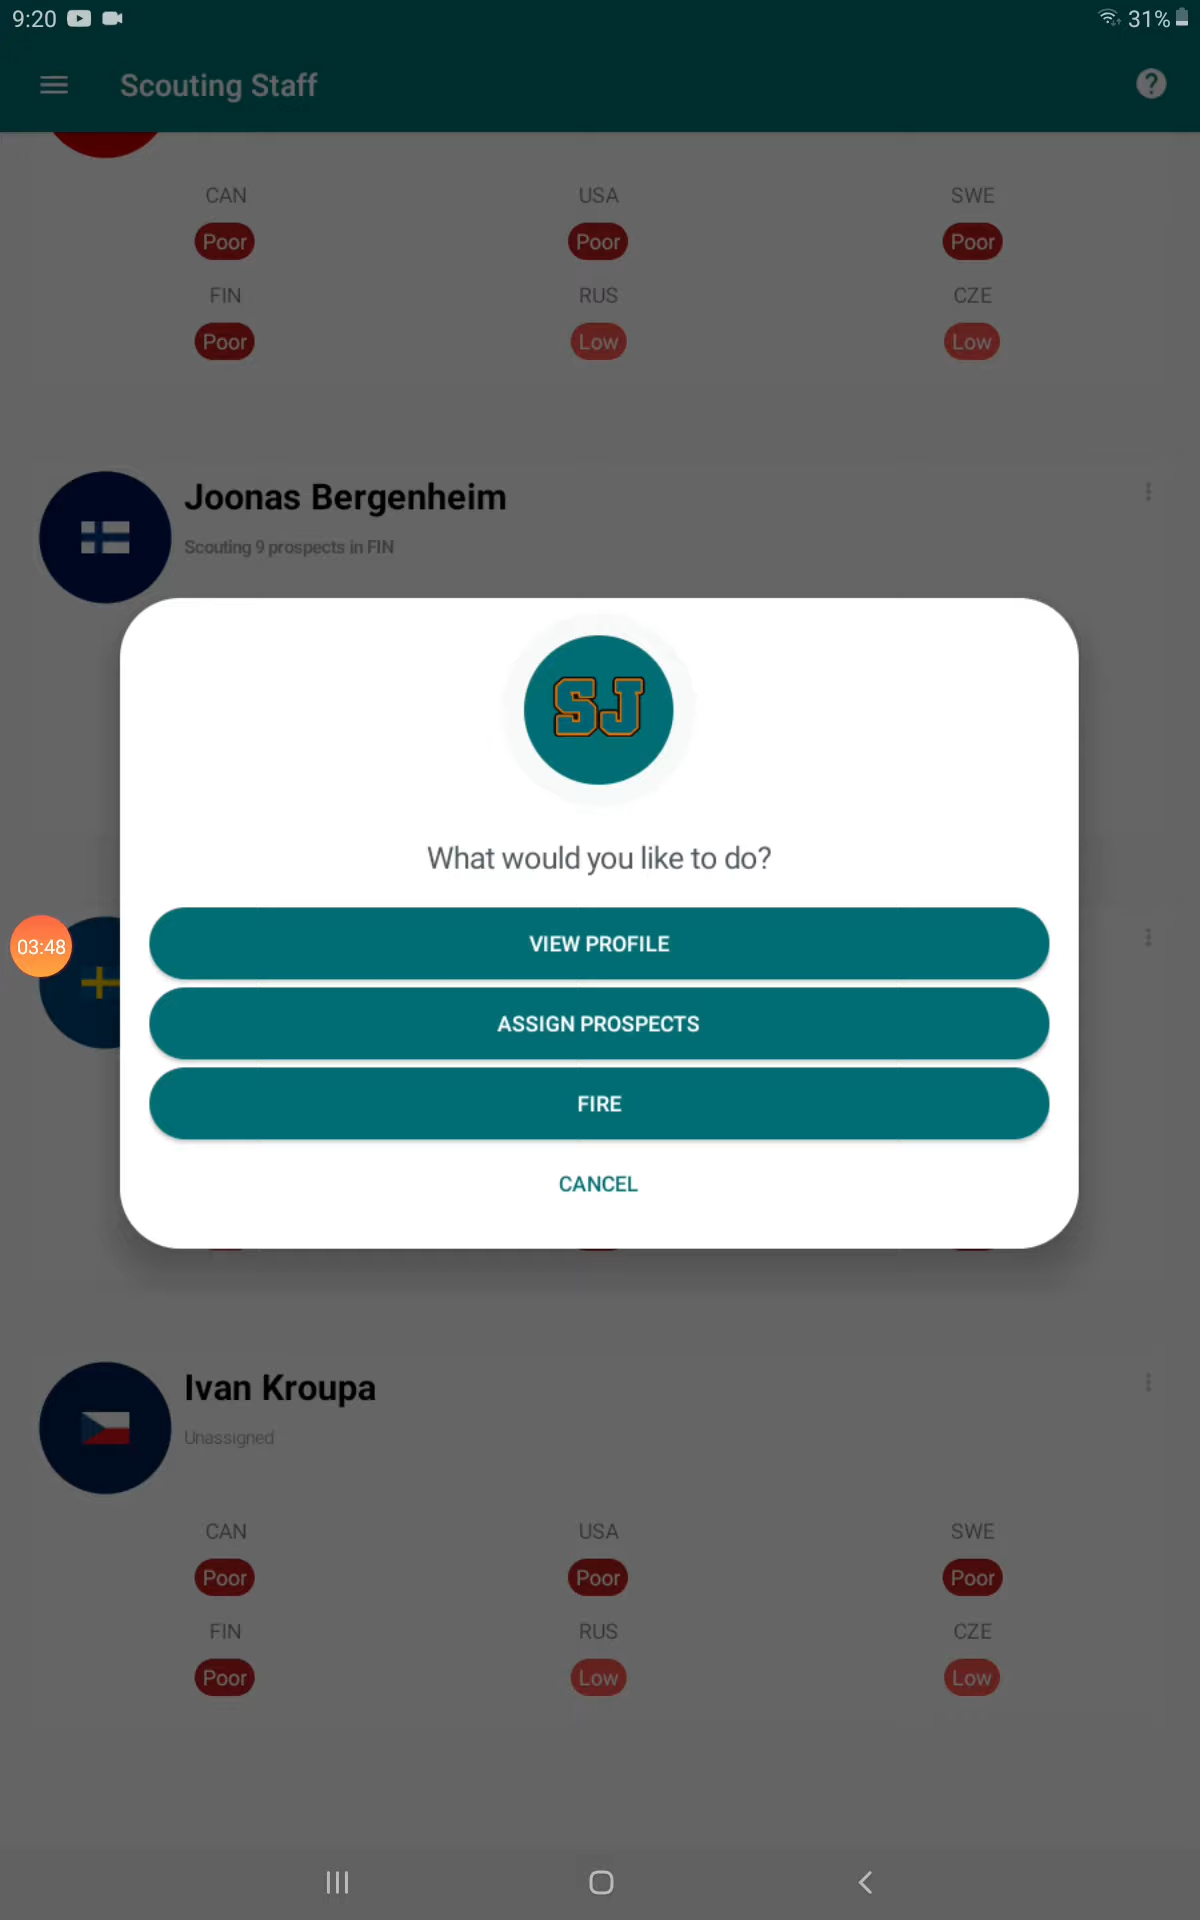 9:20
31%
Scouting Staff
CAN USA SWE
Poor Poor Poor
FIN RUS CZE
Poor Low Low
Joonas Bergenheim
Scouting 9 prospects in FIN
SJ
What would you like to do?
VIEW PROFILE
03:48
ASSIGN PROSPECTS
FIRE
CANCEL
Ivan Kroupa
Unassigned
CAN USA SWE
Poor Poor Poor
FIN RUS CZE
Poor Low Low